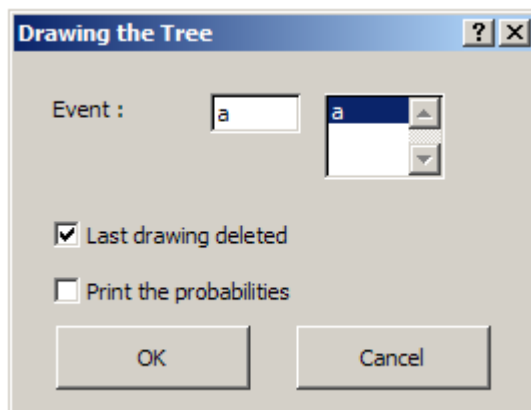 Drawing the Tree
Event : a a
Last drawing deleted
Print the probabilities
OK Cancel